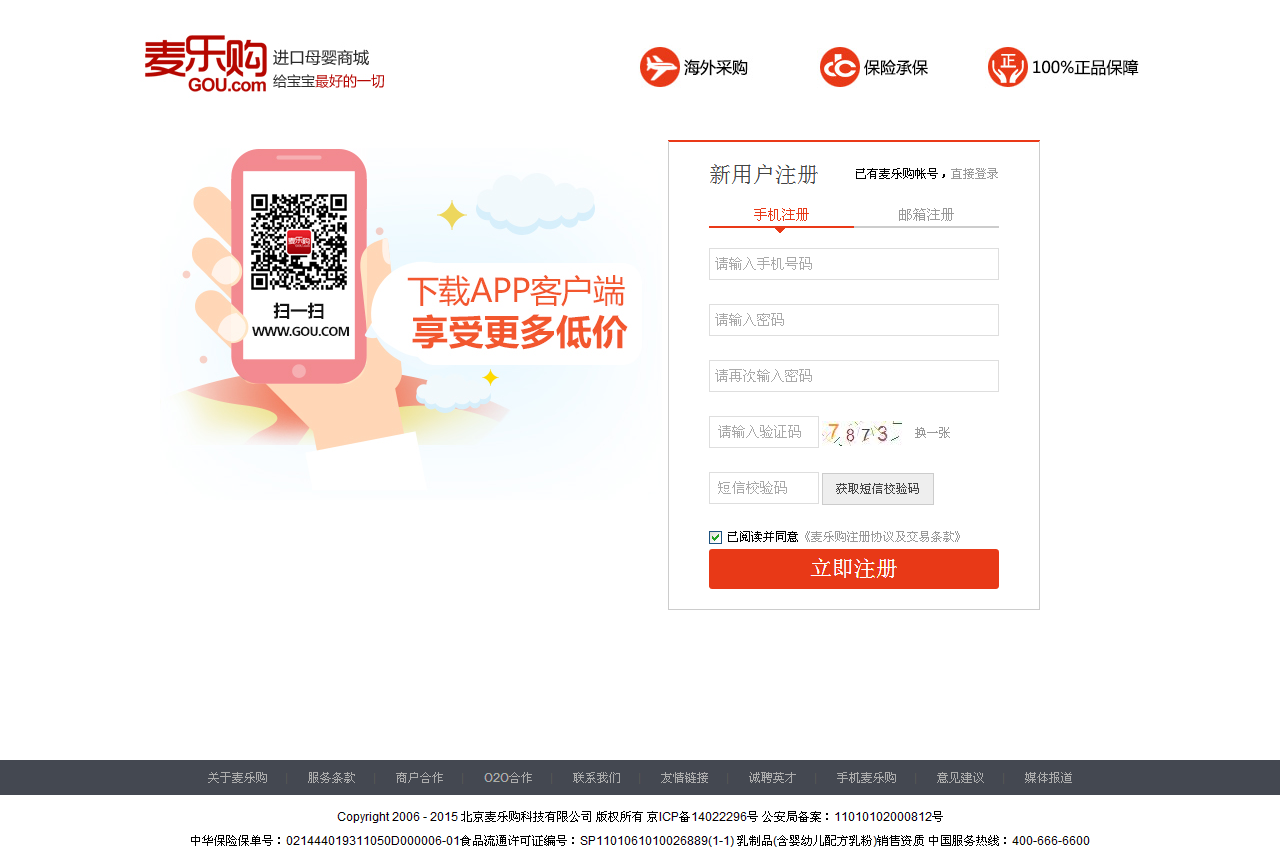 麦乐购
GOU.com
进口母婴商城
给宝宝最好的一切
海外采购
保险承保
正
100%正品保障
麦乐购
扫一扫
WWW.GOU.COM
下载APP客户端
享受更多低价
新用户注册 已有麦乐购帐号，直接登录
手机注册 邮箱注册
请输入手机号码
请输入密码
请再次输入密码
请输入验证码 7873 换一张
短信校验码 获取短信校验码
已阅读并同意《麦乐购注册协议及交易条款》
立即注册
关于麦乐购 | 服务条款 | 商户合作 | O2O合作 | 联系我们 | 友情链接 | 诚聘英才 | 手机麦乐购 | 意见建议 | 媒体报道
Copyright 2006 - 2015 北京麦乐购科技有限公司 版权所有 京ICP备14022296号 公安局备案：11010102000812号
中华保险保单号：021444019311050D000006-01食品流通许可证编号：SP1101061010026889(1-1) 乳制品(含婴幼儿配方乳粉)销售资质 中国服务热线：400-666-6600